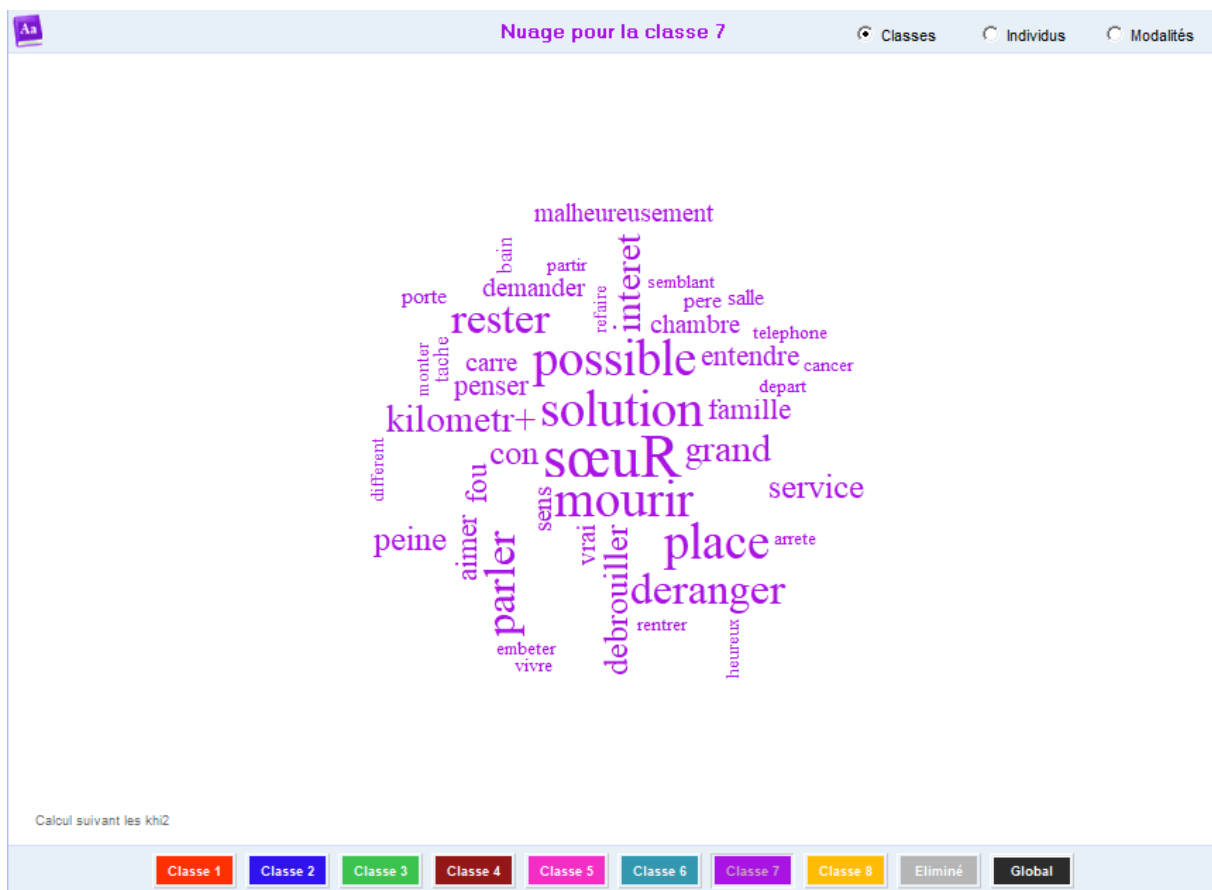 Aa
Nuage pour la classe 7
Classes
Individus
Modalités
malheureusement
bain
partir
interet
demander
semblant
porte
refaire
pere
salle
rester
chambre
telephone
monter
tache
carre
possible
entendre
cancer
penser
depart
kilometr+
solution
famille
different
con
sœuR
grand
fou
sens
mourir
service
peine
aimer
parler
vrai
debrouiller
place
arrete
deranger
rentrer
heureux
embeter
vivre
Calcul suivant les khi2
Classe 1
Classe 2
Classe 3
Classe 4
Classe 5
Classe 6
Classe 7
Classe 8
Eliminé
Global